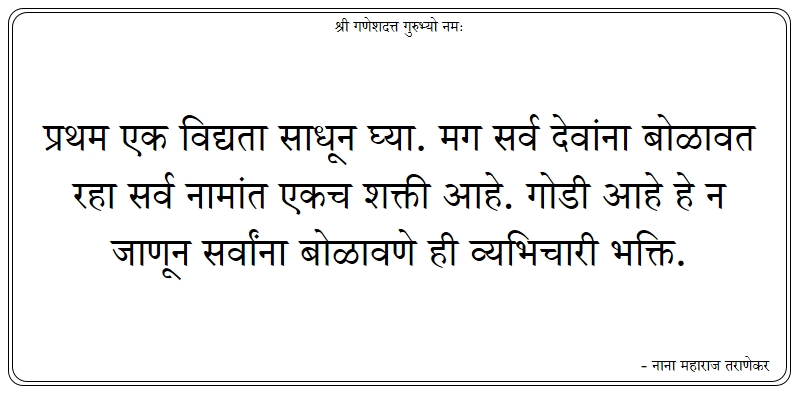 श्री गणेशदत्त गुरुभ्यो नमः
प्रथम एक विद्यता साधून घ्या. मग सर्व देवांना बोळावत
रहा सर्व नामांत एकच शक्ती आहे. गोडी आहे हे न
जाणून सर्वांना बोळावणे ही व्यभिचारी भक्ति.
- नाना महाराज तराणेकर